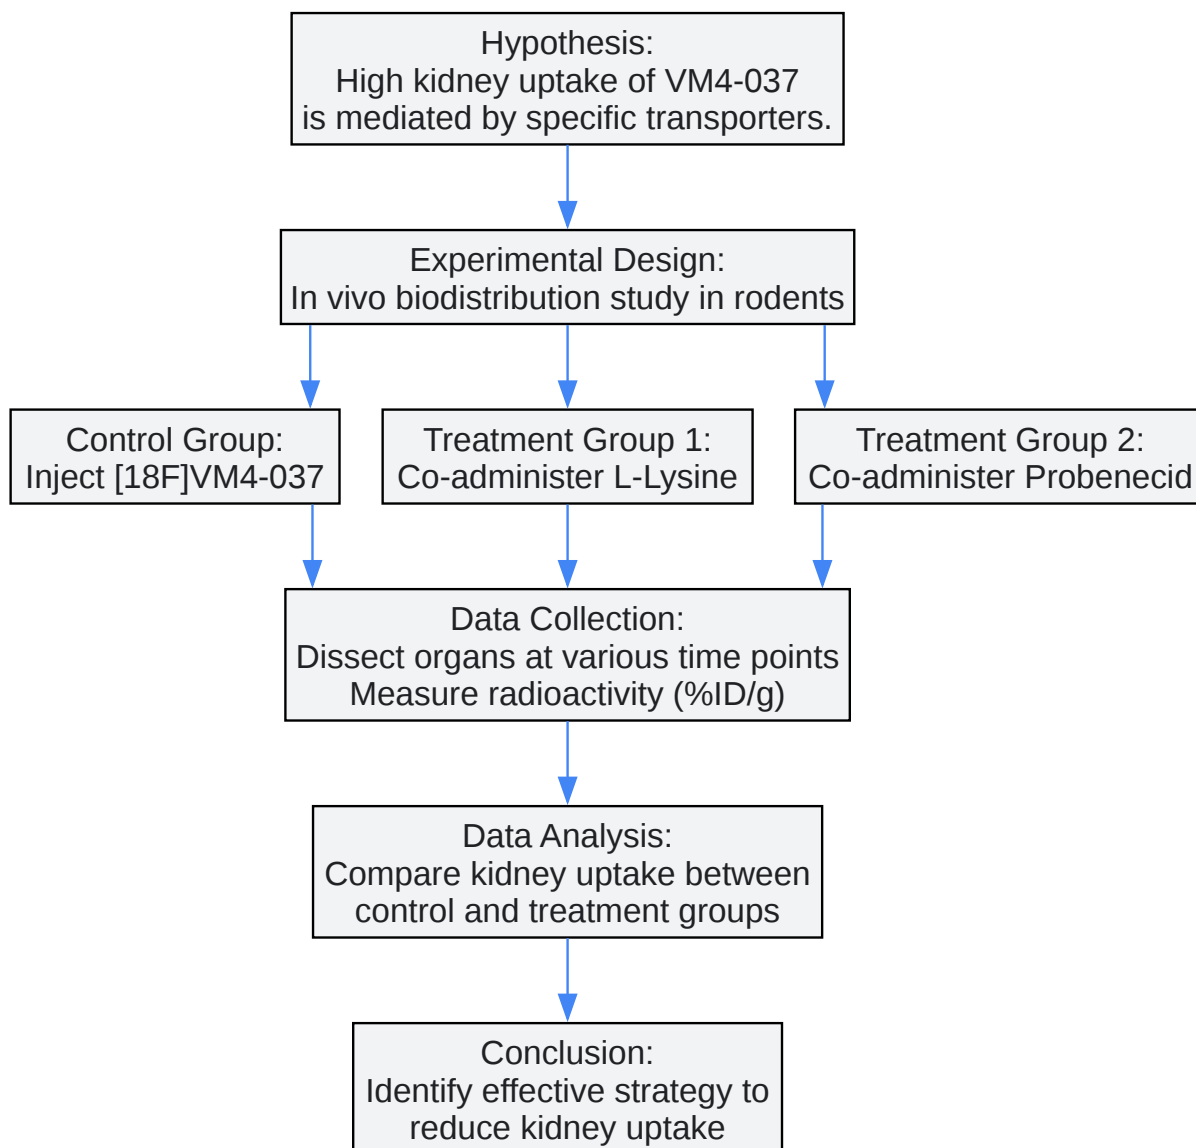 Hypothesis:
High kidney uptake of VM4-037
is mediated by specific transporters.
Experimental Design:
In vivo biodistribution study in rodents
Control Group:
Inject [18F]VM4-037
Treatment Group 1:
Co-administer L-Lysine
Treatment Group 2:
Co-administer Probenecid
Data Collection:
Dissect organs at various time points
Measure radioactivity (%ID/g)
Data Analysis:
Compare kidney uptake between
control and treatment groups
Conclusion:
Identify effective strategy to
reduce kidney uptake